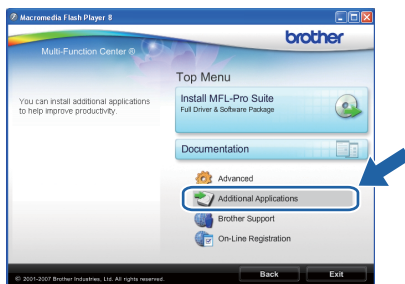 Macromedia Flash Player 8
brother
Multi-Function Center ®
Top Menu
You can install additional applications
to help improve productivity.
Install MFL-Pro Suite
Full Driver & Software Package
Documentation
Advanced
Additional Applications
Brother Support
On-Line Registration
© 2001-2007 Brother Industries, Ltd. All rights reserved.
Back
Exit